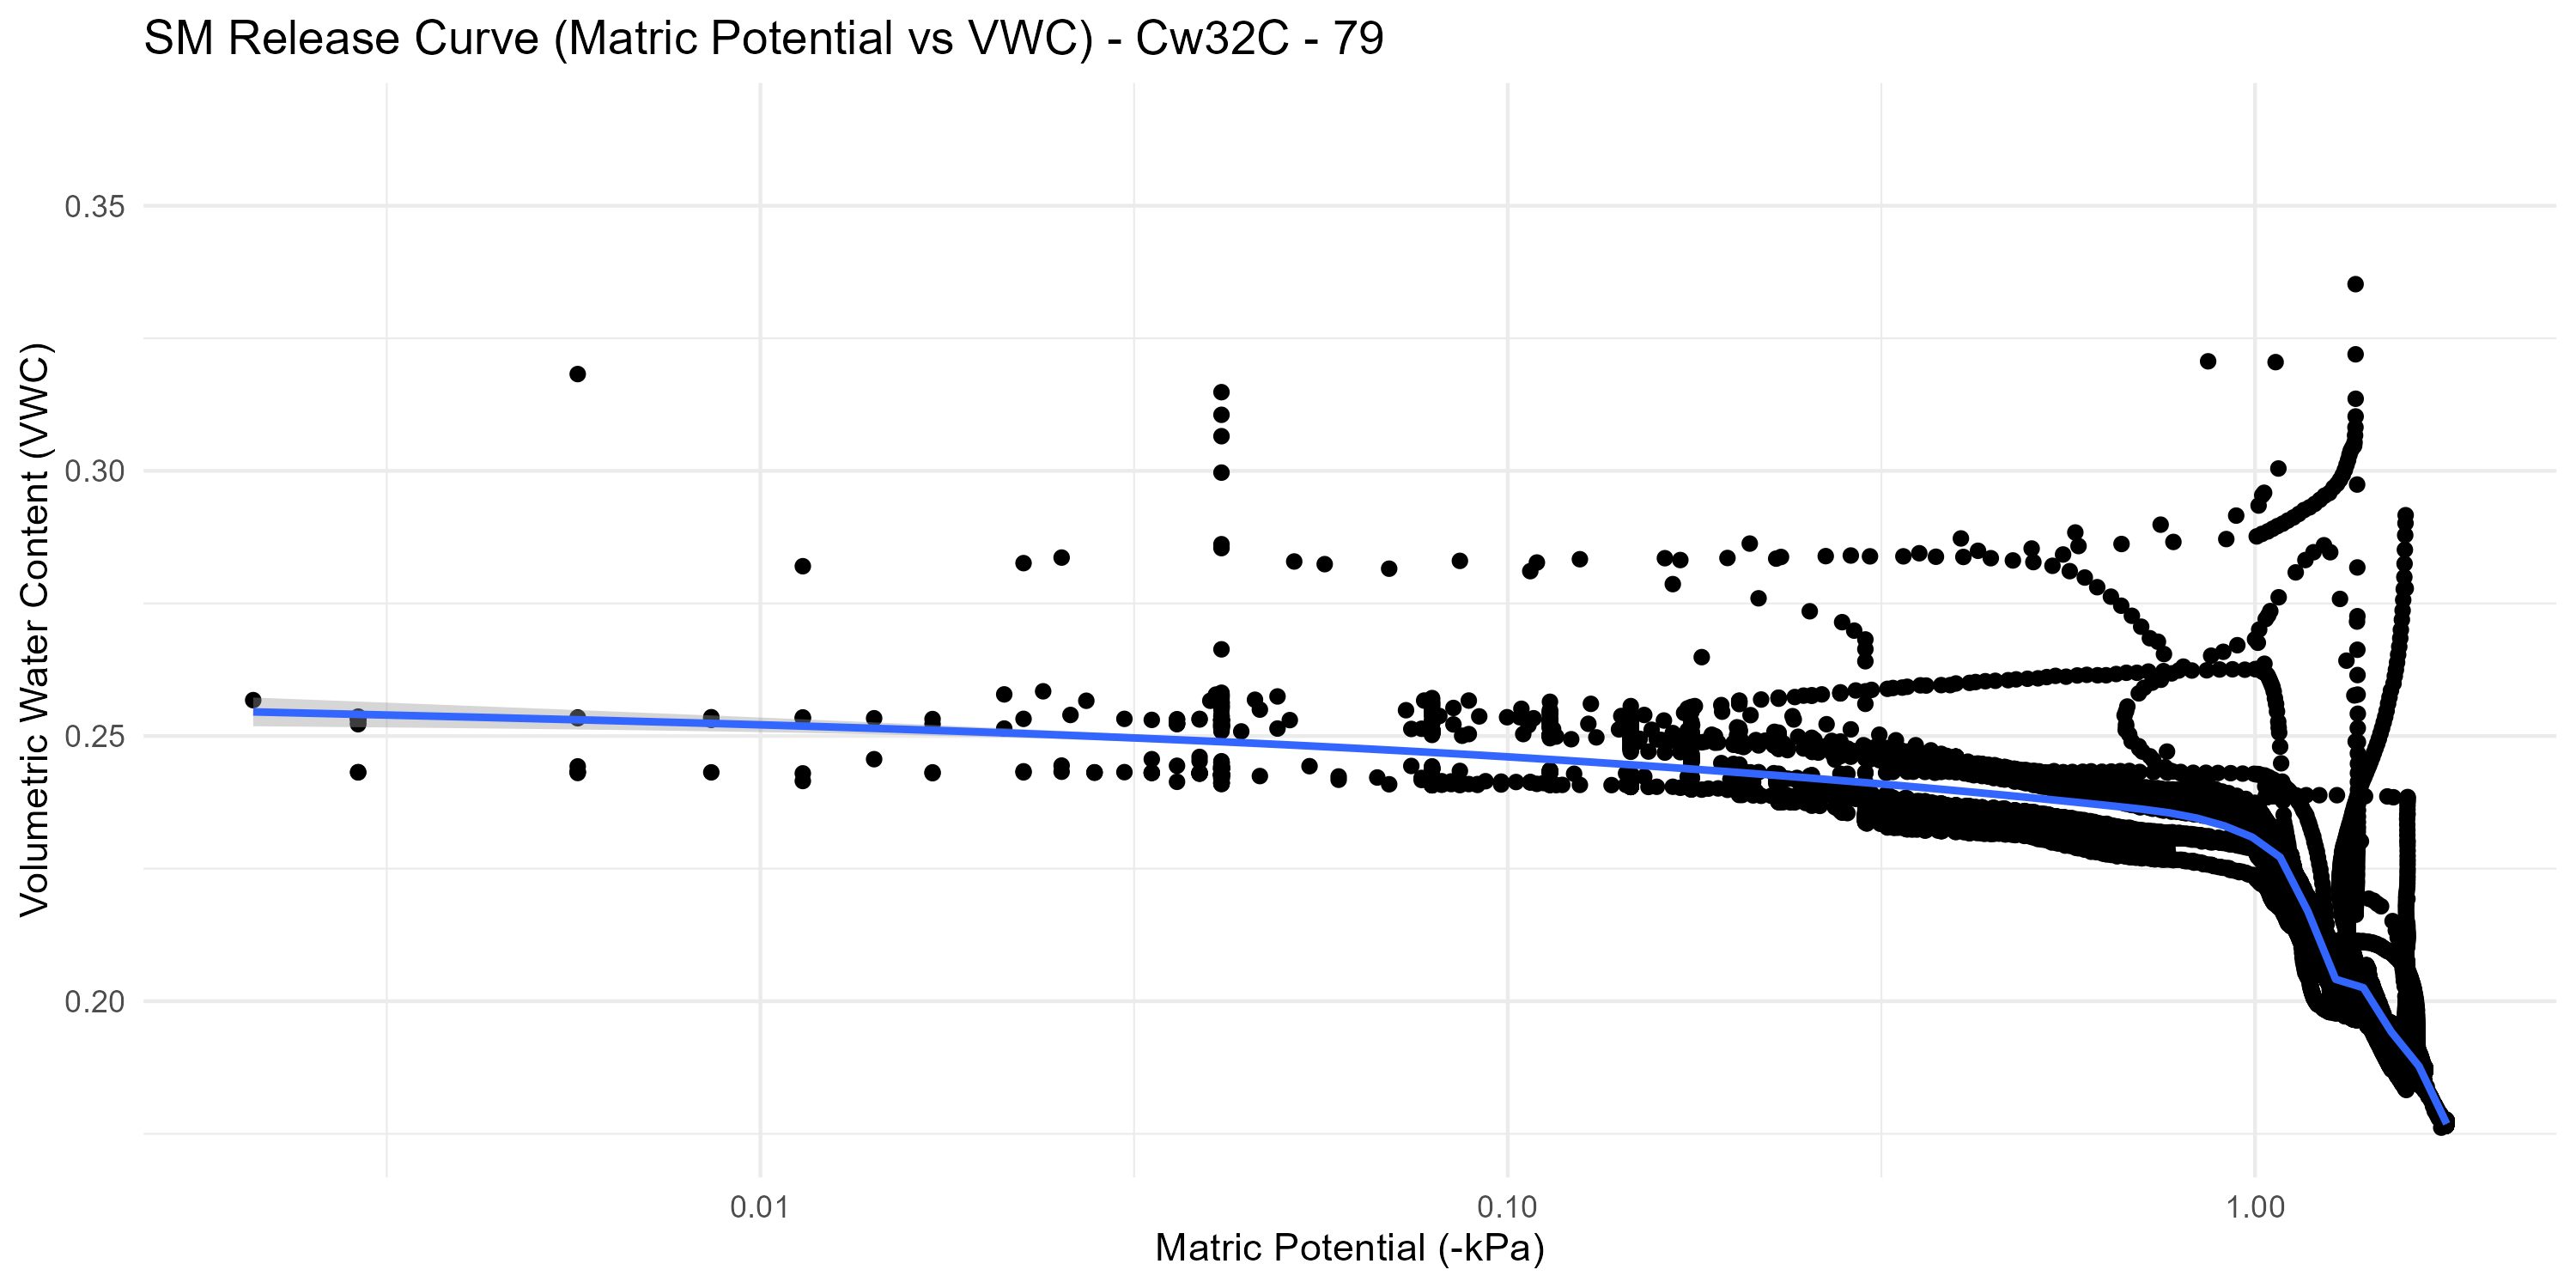 SM Release Curve (Matric Potential vs VWC) - Cw32C - 79
Volumetric Water Content (VWC)
0.35
0.30
0.25
0.20
0.01
0.10
1.00
Matric Potential (-kPa)